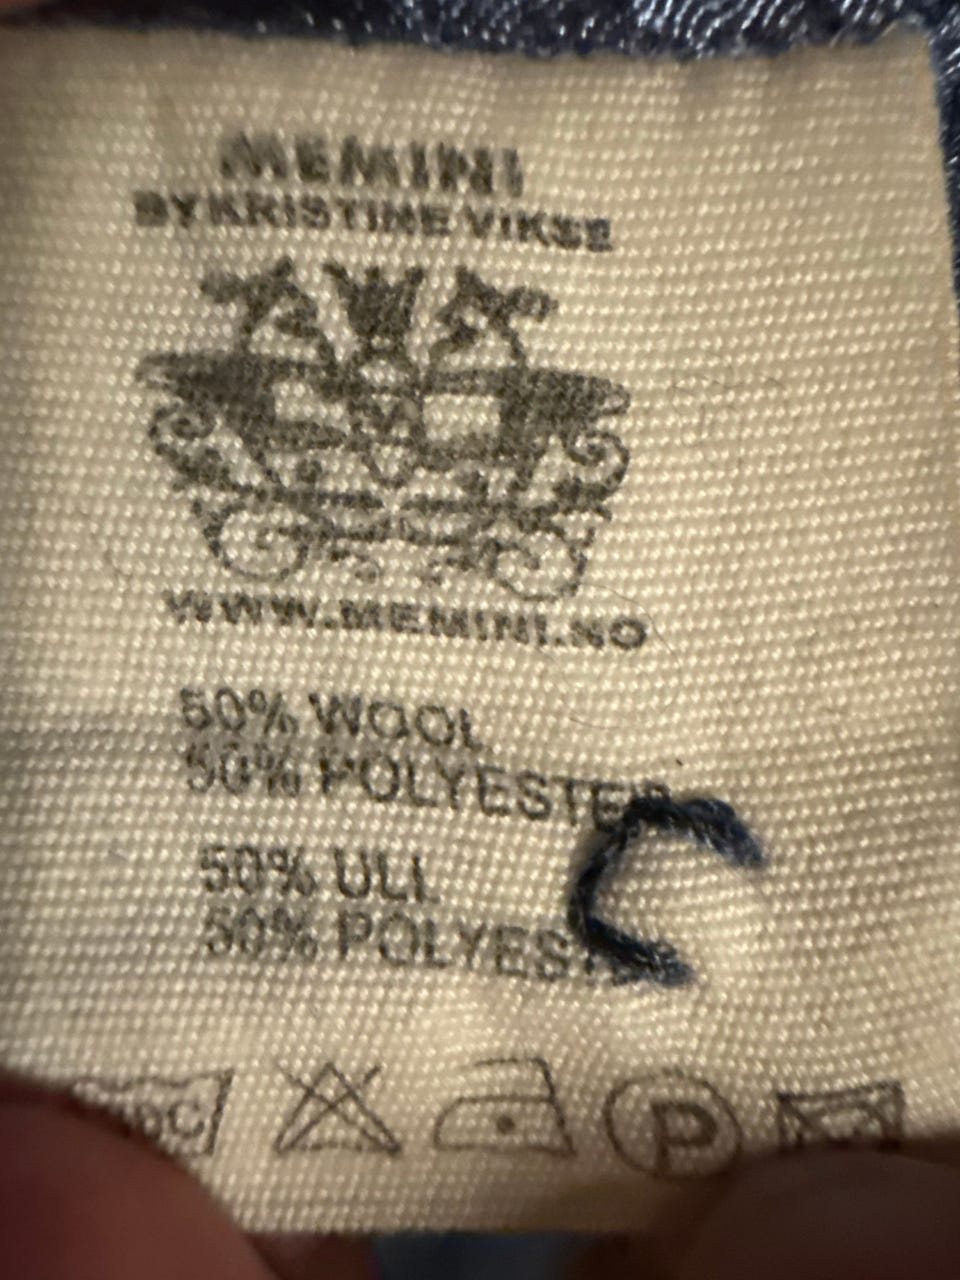 MEMINI
BY KRISTINE VIKSE
WWW.MEMINI.NO
50% WOOL
50% POLYESTER
50% ULL
50% POLYESTER
P